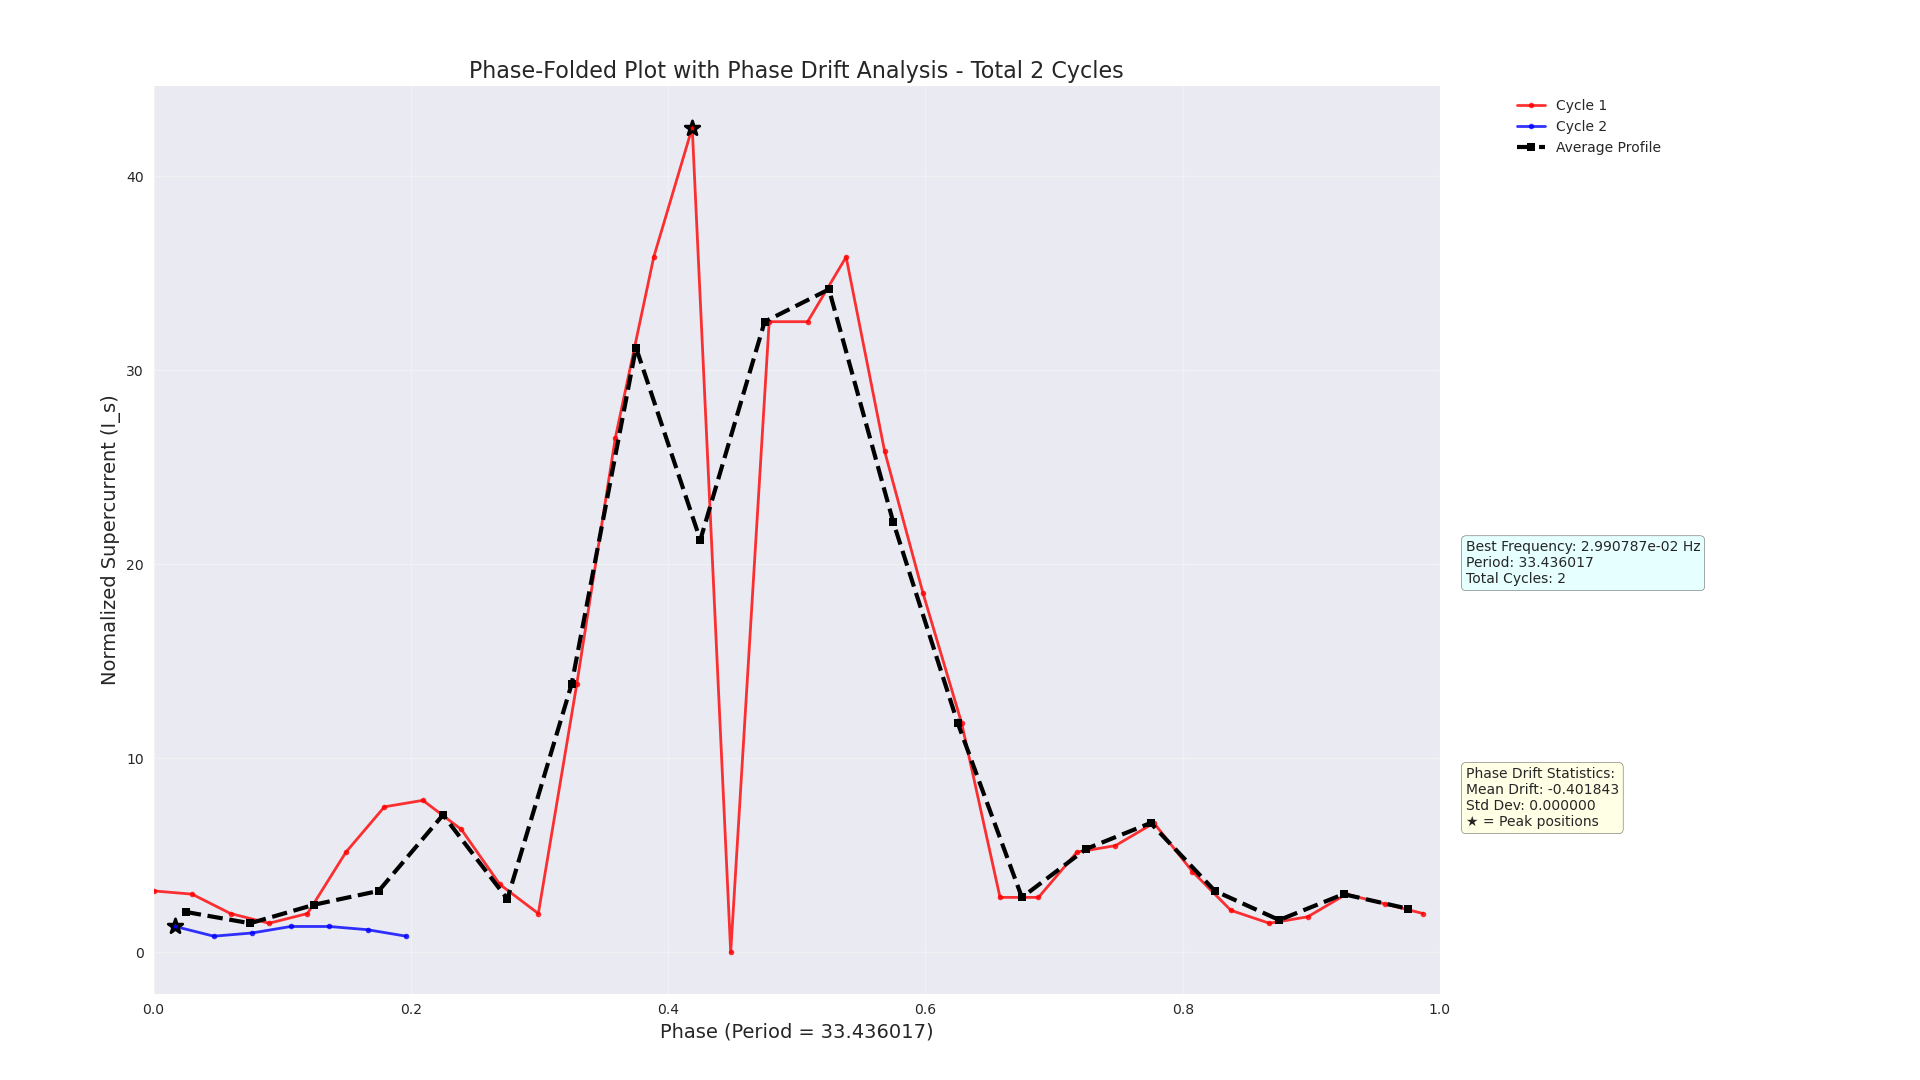 Phase-Folded Plot with Phase Drift Analysis - Total 2 Cycles
Cycle 1
Cycle 2
Average Profile
40
30
20
10
0
Normalized Supercurrent (I_s)
0.0 0.2 0.4 0.6 0.8 1.0
Phase (Period = 33.436017)
Best Frequency: 2.990787e-02 Hz
Period: 33.436017
Total Cycles: 2
Phase Drift Statistics:
Mean Drift: -0.401843
Std Dev: 0.000000
★ = Peak positions